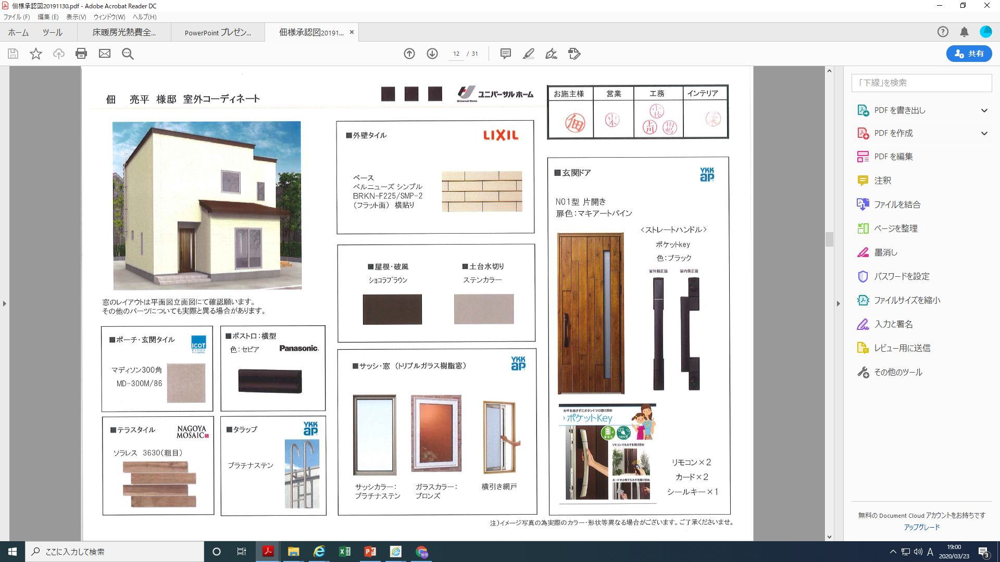 佃様承認図20191130.pdf - Adobe Acrobat Reader DC
ファイル(F) 編集(E) 表示(V) ウィンドウ(W) ヘルプ(H)
ホーム ツール 床暖房光熱費全... PowerPoint プレゼン... 佃様承認図20191... ×
12 / 31
共有
佃 亮平 様邸 室外コーディネート
Universal Home ユニバーサル ホーム
お施主様 営業 工務 インテリア
佃 小林 上川
窓のレイアウトは平面図立面図にて確認願います。
その他のパーツについても実際と異る場合があります。
■外壁タイル
LIXIL
ベース
ベルニューズ シンプル
BRKN-F225/SMP-2
(フラット面) 横貼り
■屋根・破風
ショコラブラウン
■土台水切り
ステンカラー
■ポーチ・玄関タイル
ICOT
RYOWA
マディソン300角
MD-300M/86
■ポストロ:横型
色:セピア
Panasonic
■テラスタイル
NAGOYA
MOSAIC
ソラレス 3630(粗目)
■タラップ
YKK
ap
プラチナステン
■サッシ・窓 (トリプルガラス樹脂窓)
YKK
ap
サッシカラー:
プラチナステン
ガラスカラー:
ブロンズ
横引き網戸
■玄関ドア
YKK
ap
N01型 片開き
扉色:マキアートパイン
<ストレートハンドル>
ポケットkey
色:ブラック
室外側正面 室内側正面
カギを出さずにボタン1つで開け閉め
ポケットKey
100V式
リモコンでもカギを開け閉め
カードや小物でもカギを開け閉め
リモコン×2
カード×2
シールキー×1
注)イメージ写真の為実際のカラー・形状等異なる場合がございます。ご了承くださいませ。
「下線」を検索
PDF を書き出し
PDF を作成
PDF を編集
注釈
ファイルを結合
ページを整理
墨消し
パスワードを設定
ファイルサイズを縮小
入力と署名
レビュー用に送信
その他のツール
無料の Document Cloud アカウントをお持ちです
アップグレード
ここに入力して検索
A
19:00
2020/03/23
3